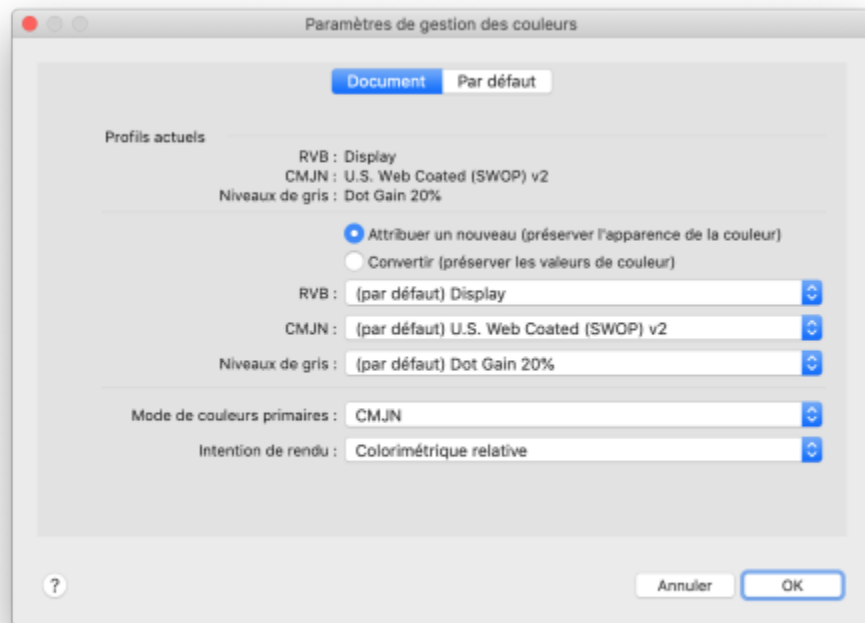 Paramètres de gestion des couleurs
Document Par défaut
Profils actuels
RVB : Display
CMJN : U.S. Web Coated (SWOP) v2
Niveaux de gris : Dot Gain 20%
Attribuer un nouveau (préserver l'apparence de la couleur)
Convertir (préserver les valeurs de couleur)
RVB : (par défaut) Display
CMJN : (par défaut) U.S. Web Coated (SWOP) v2
Niveaux de gris : (par défaut) Dot Gain 20%
Mode de couleurs primaires : CMJN
Intention de rendu : Colorimétrique relative
? Annuler OK